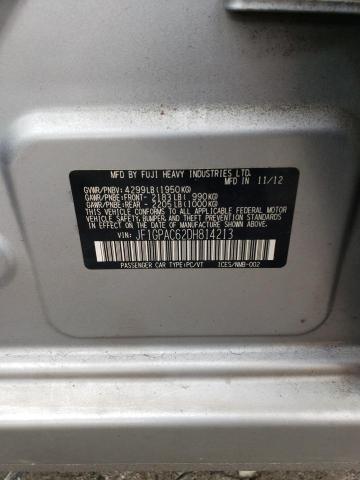 MFD BY FUJI HEAVY INDUSTRIES LTD.
MFD IN 11/12
GVWR/PNBV: 4299LB(1950KG)
GAWR/PNBE:FRONT- 2183LB( 990KG)
GAWR/PNBE:REAR - 2205LB(1000KG)
THIS VEHICLE CONFORMS TO ALL APPLICABLE FEDERAL MOTOR
VEHICLE SAFETY, BUMPER, AND THEFT PREVENTION
STANDARDS IN EFFECT ON THE DATE OF MANUFACTURE
SHOWN ABOVE.
VIN: JF1GPAC62DH814213
PASSENGER CAR TYPE:PC/VT ICES/NMB-002